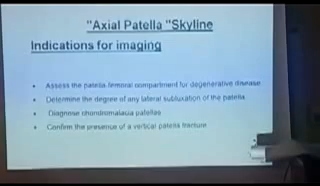 "Axial Patella "Skyline
Indications for imaging
• Assess the patella-femoral compartment for degenerative disease
• Determine the degree of any lateral subluxation of the patella
• Diagnose chondromalacia patellae
• Confirm the presence of a vertical patella fracture